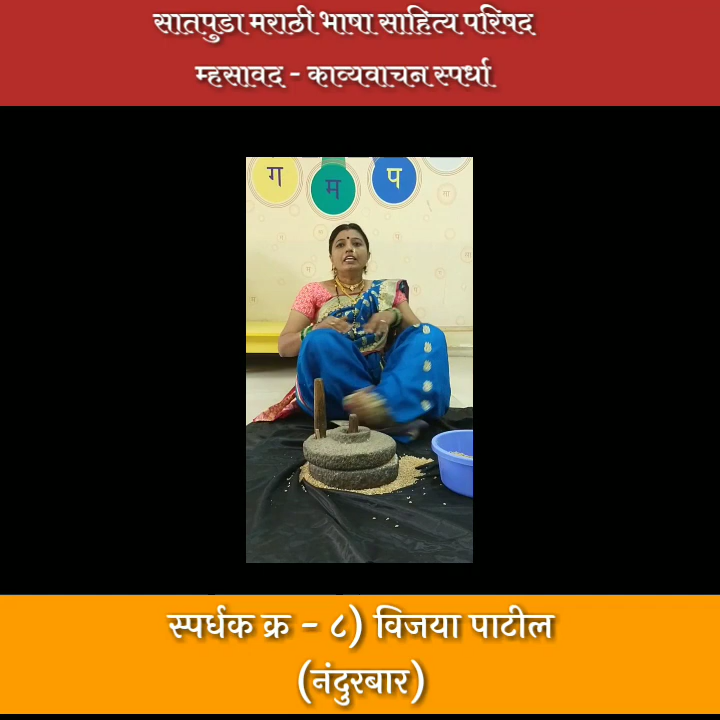 सातपुडा मराठी भाषा साहित्य परिषद
म्हसावद - काव्यवाचन स्पर्धा
ग म प
स्पर्धक क्र - ८) विजया पाटील
(नंदुरबार)